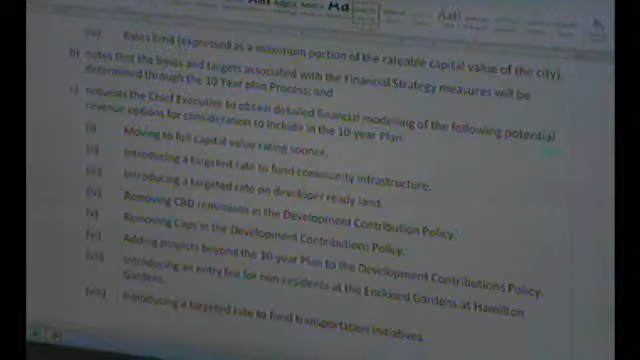 (iv) Rates limit (expressed as a maximum portion of the rateable capital value of the city).
b) notes that the limits and targets associated with the Financial Strategy measures will be
determined through the 10 Year plan Process; and
c) requests the Chief Executive to obtain detailed financial modelling of the following potential
revenue options for consideration to include in the 10-year Plan.
(i) Moving to full capital value rating sooner,
(ii) Introducing a targeted rate to fund community infrastructure.
(iii) Introducing a targeted rate on developer ready land.
(iv) Removing CBD remissions in the Development Contribution Policy.
(v) Removing Caps in the Development Contributions Policy.
(vi) Adding projects beyond the 10-year Plan to the Development Contributions Policy.
(vii) Introducing an entry fee for non residents at the Enclosed Gardens at Hamilton
Gardens.
(viii) Introducing a targeted rate to fund transportation initiatives.